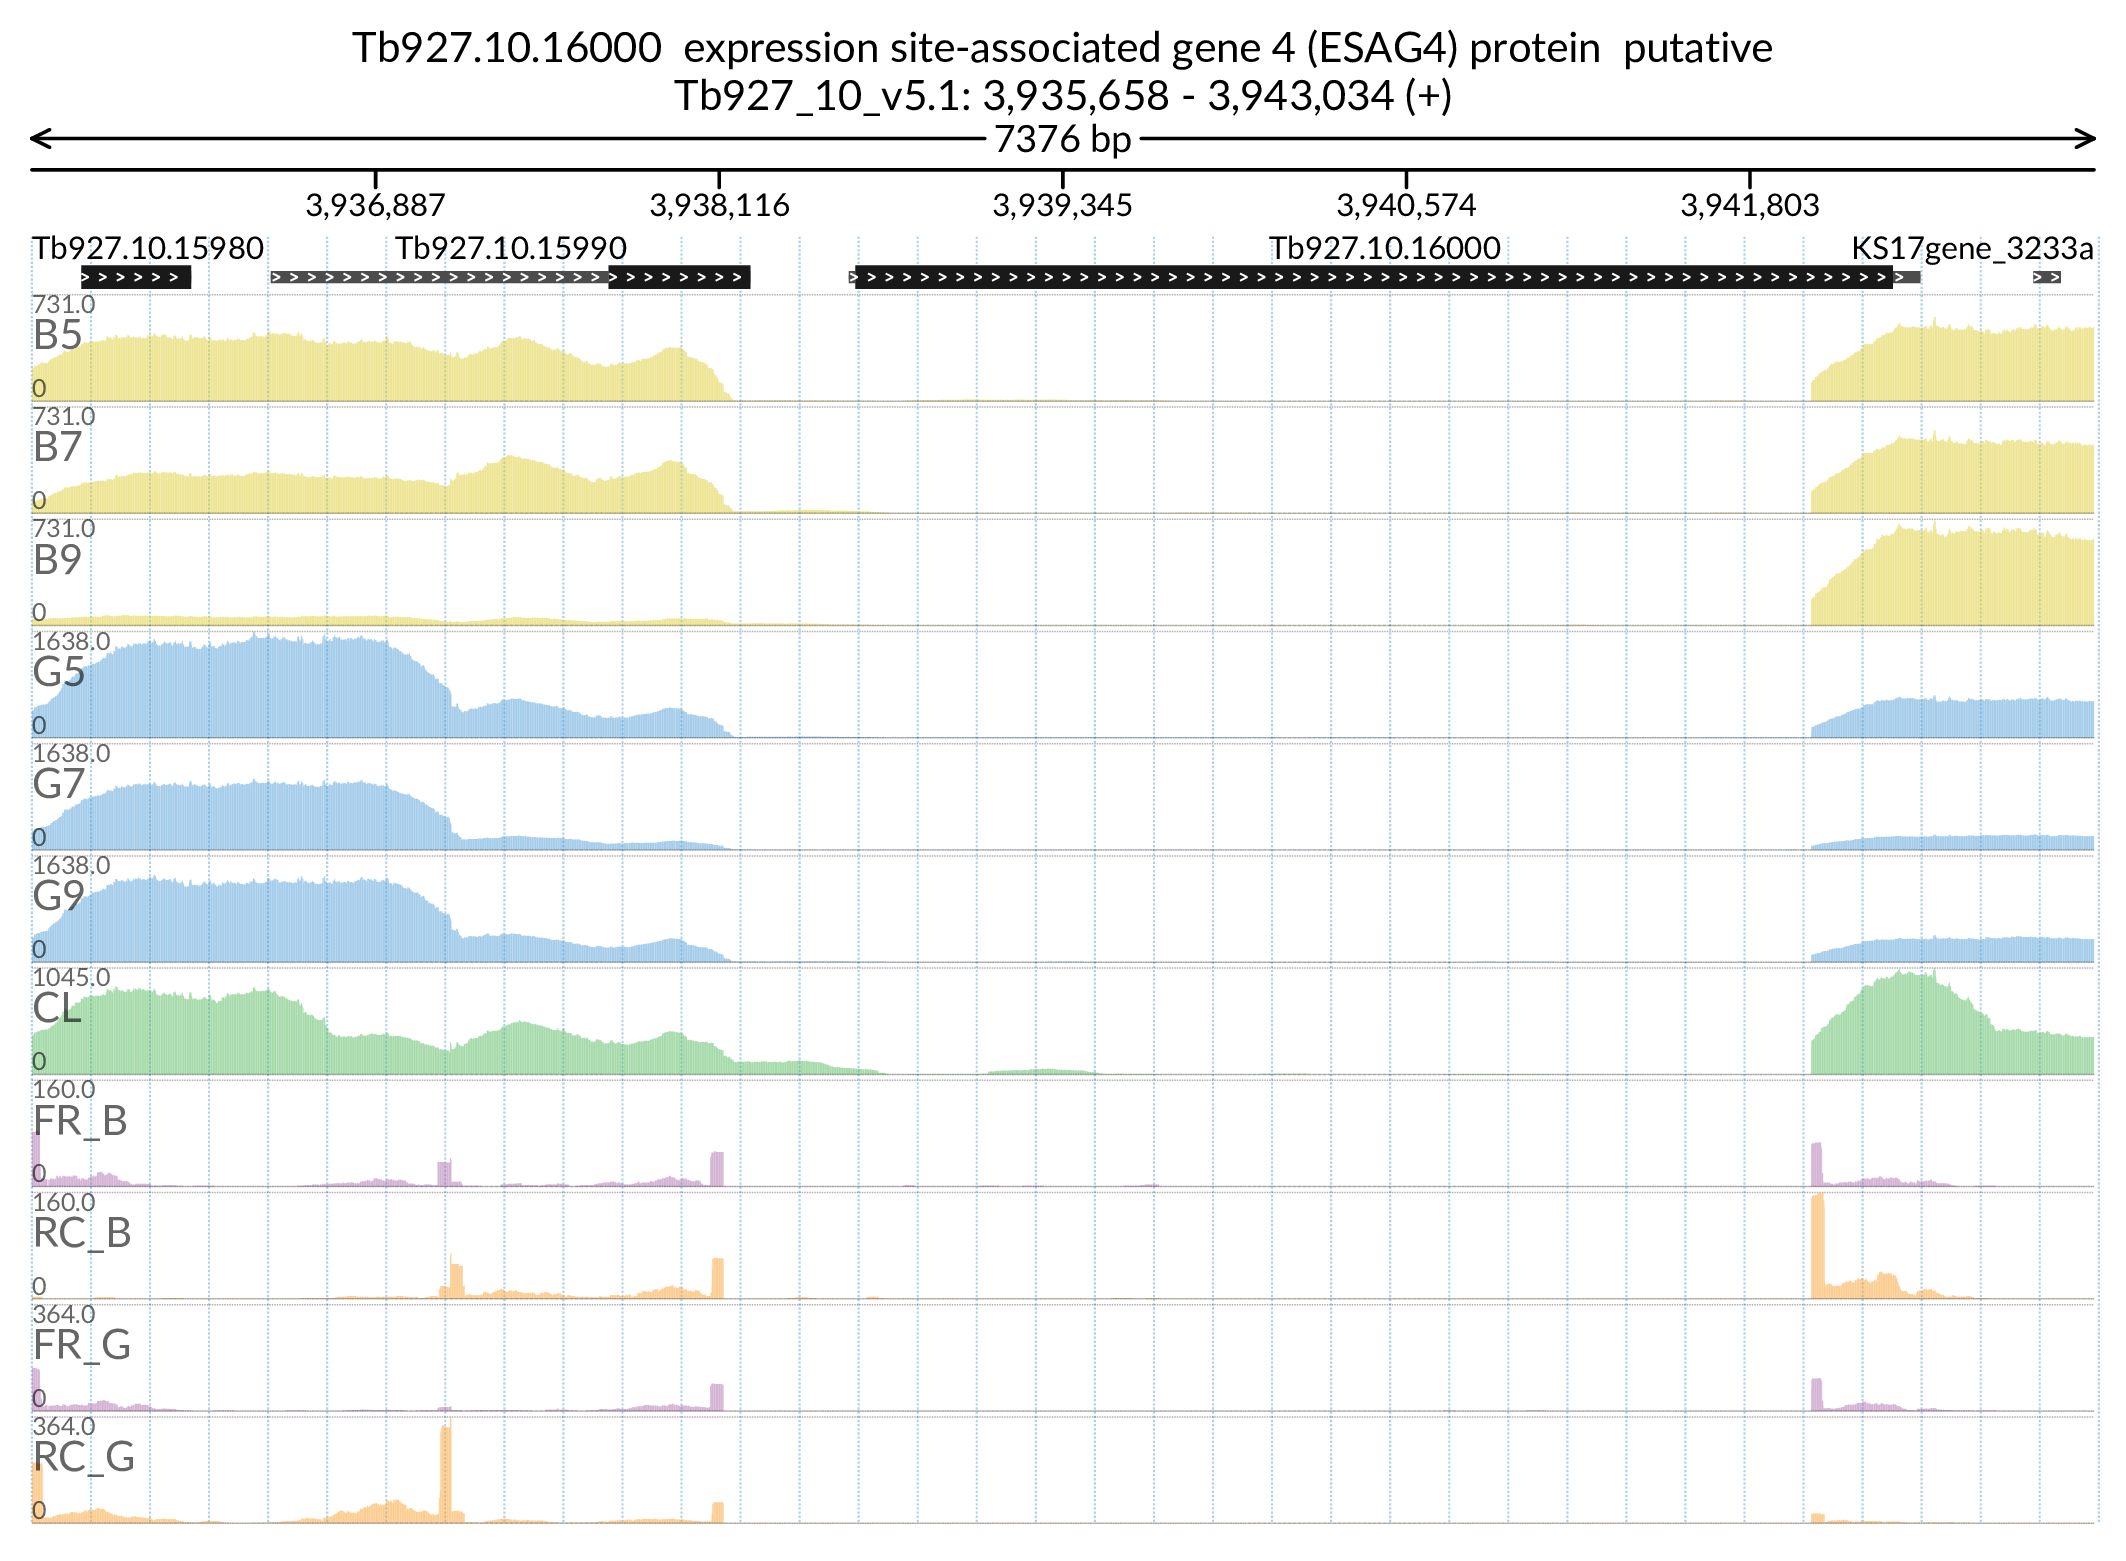 Tb927.10.16000  expression site-associated gene 4 (ESAG4) protein  putative
Tb927_10_v5.1: 3,935,658 - 3,943,034 (+)
7376 bp
3,936,887 3,938,116 3,939,345 3,940,574 3,941,803
Tb927.10.15980 Tb927.10.15990 Tb927.10.16000 KS17gene_3233a
731.0
B5
0
731.0
B7
0
731.0
B9
0
1638.0
G5
0
1638.0
G7
0
1638.0
G9
0
1045.0
CL
0
160.0
FR_B
0
160.0
RC_B
0
364.0
FR_G
0
364.0
RC_G
0